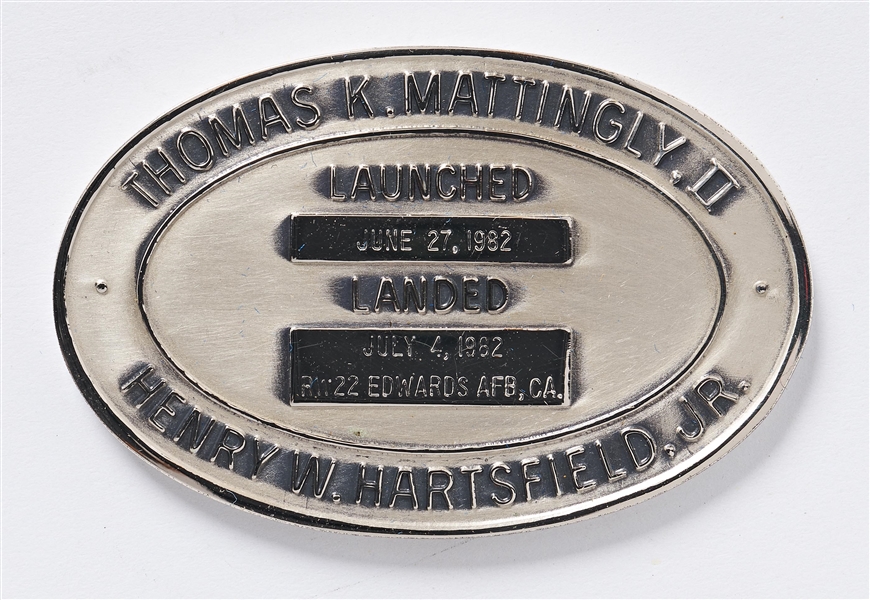 THOMAS K. MATTINGLY, II
LAUNCHED
JUNE 27, 1982
LANDED
JULY 4, 1982
RW22 EDWARDS AFB, CA.
HENRY W. HARTSFIELD, JR.